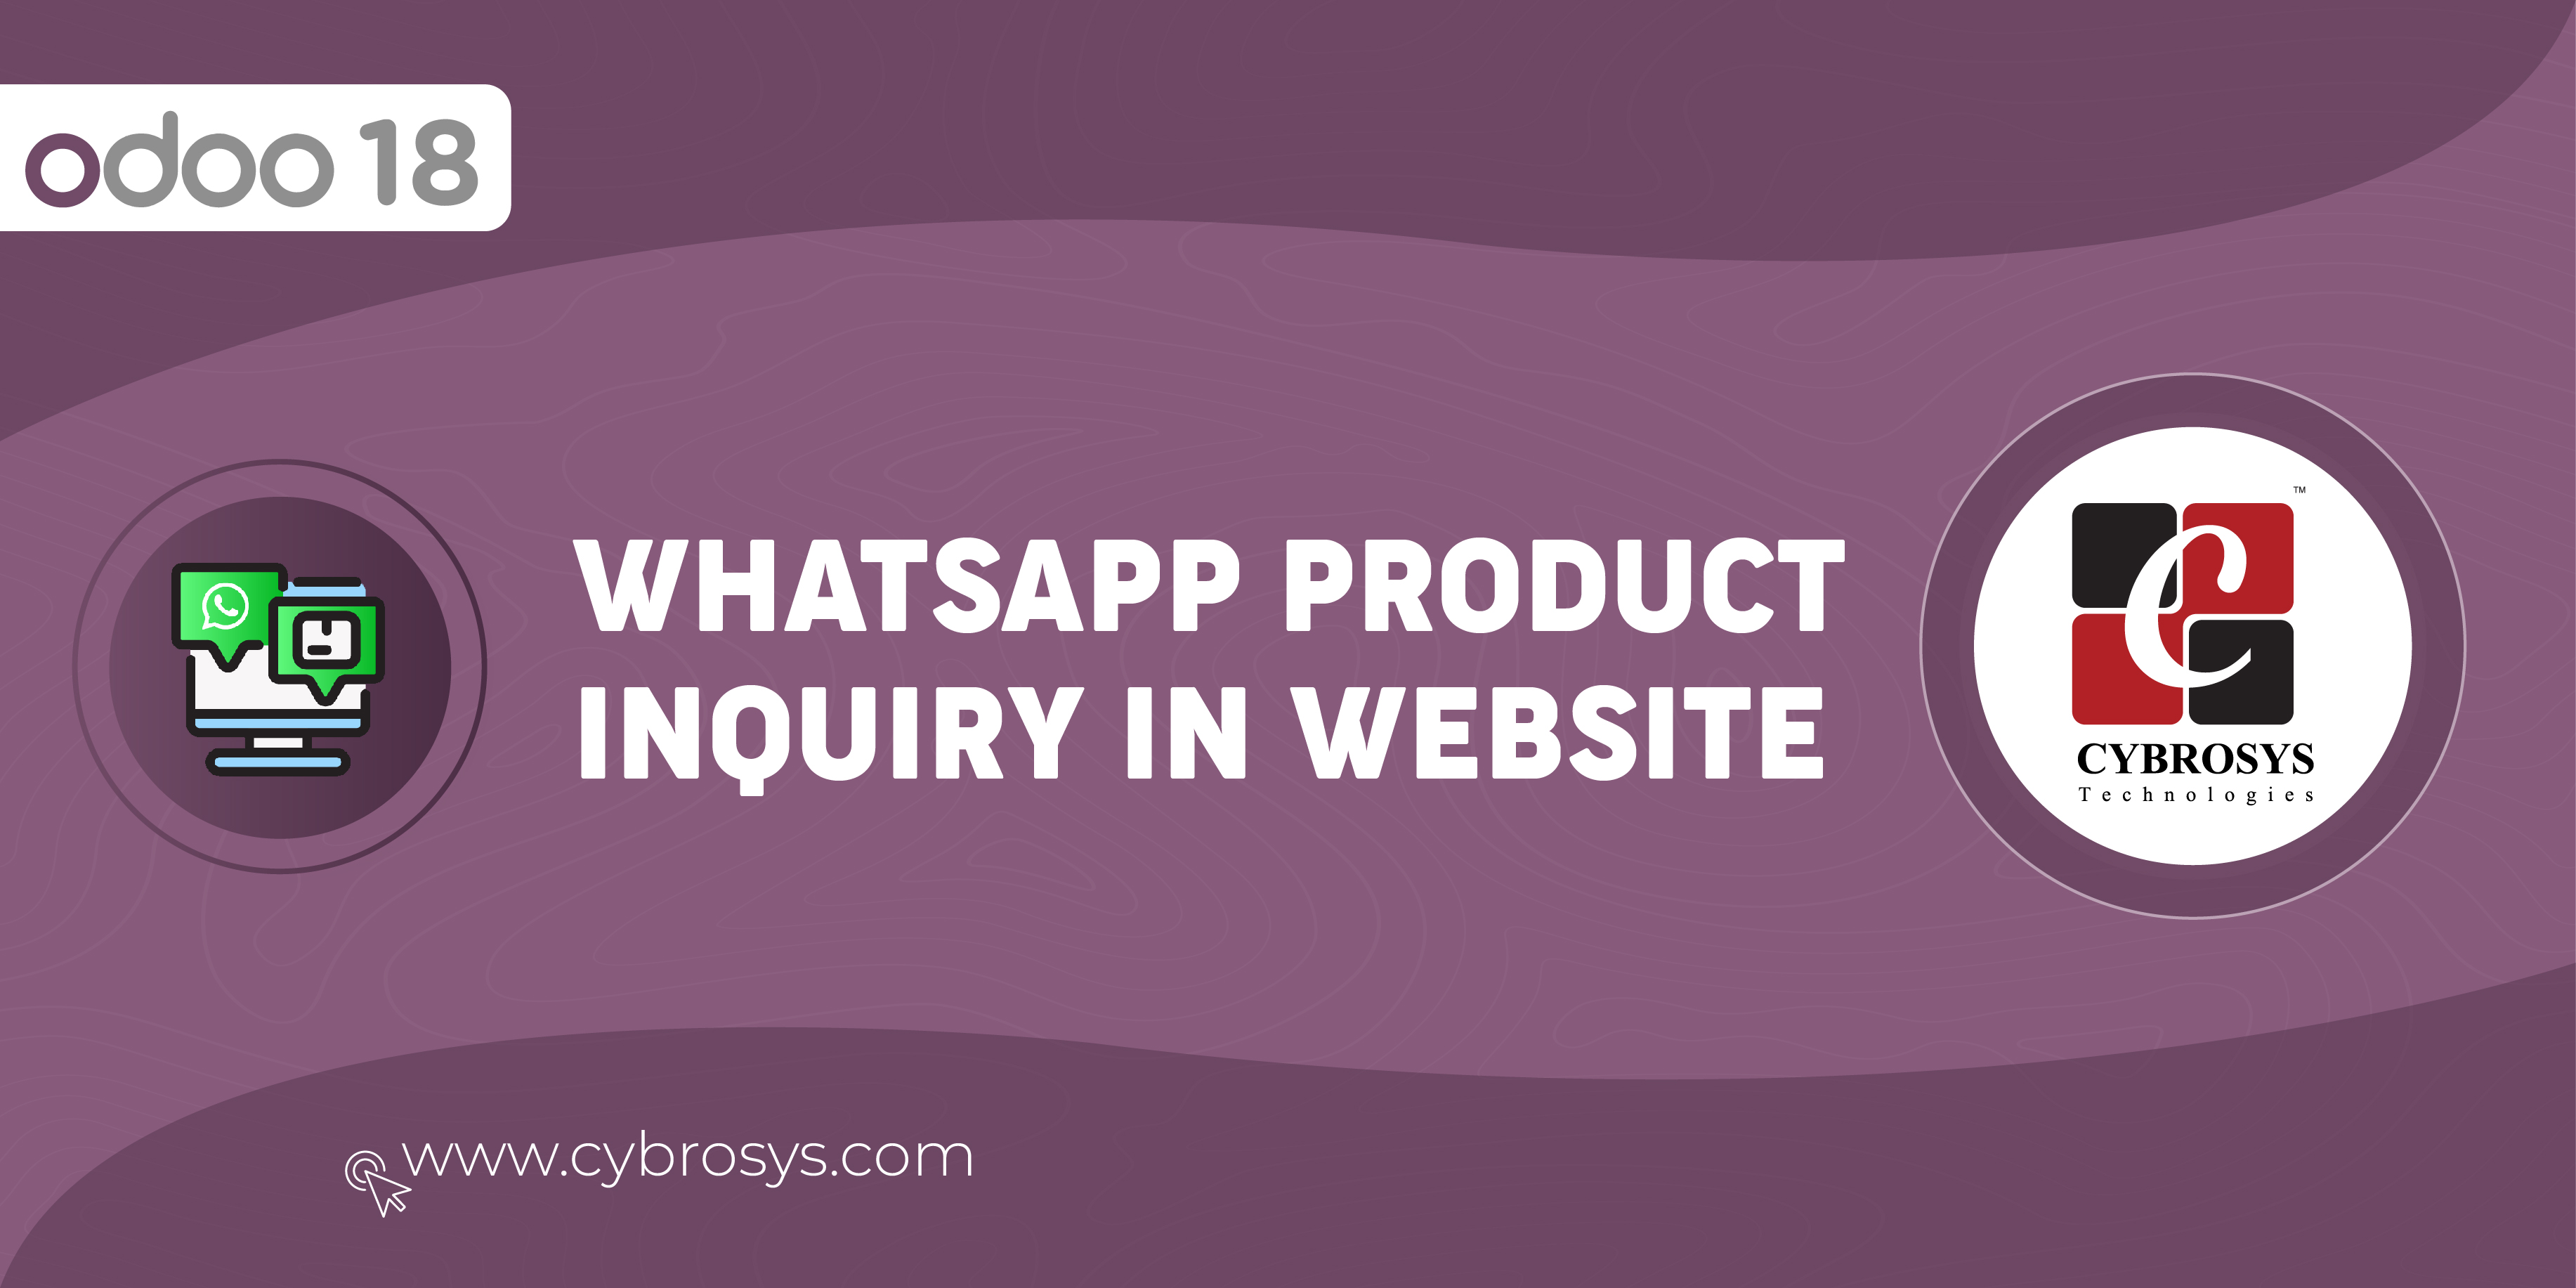 odoo 18
WHATSAPP PRODUCT
INQUIRY IN WEBSITE
TM
CYBROSYS
Technologies
www.cybrosys.com